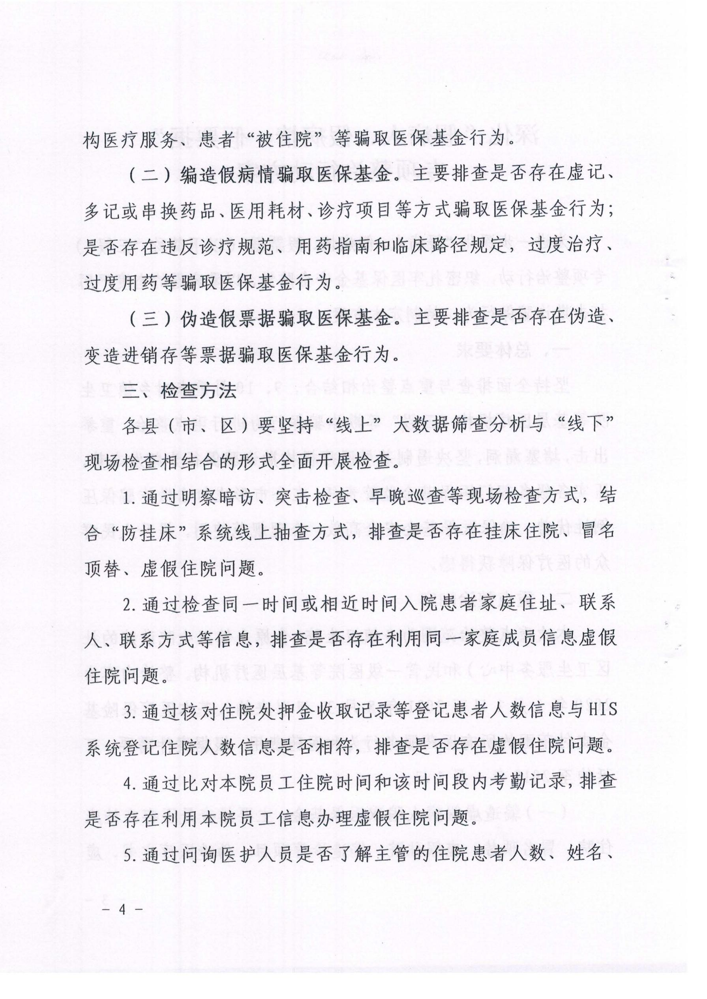 构医疗服务、患者“被住院”等骗取医保基金行为。
（二）编造假病情骗取医保基金。主要排查是否存在虚记、
多记或串换药品、医用耗材、诊疗项目等方式骗取医保基金行为；
是否存在违反诊疗规范、用药指南和临床路径规定，过度治疗、
过度用药等骗取医保基金行为。
（三）伪造假票据骗取医保基金。主要排查是否存在伪造、
变造进销存等票据骗取医保基金行为。
三、检查方法
各县（市、区）要坚持“线上”大数据筛查分析与“线下”
现场检查相结合的形式全面开展检查。
1.通过明察暗访、突击检查、早晚巡查等现场检查方式，结
合“防挂床”系统线上抽查方式，排查是否存在挂床住院、冒名
顶替、虚假住院问题。
2.通过检查同一时间或相近时间入院患者家庭住址、联系
人、联系方式等信息，排查是否存在利用同一家庭成员信息虚假
住院问题。
3.通过核对住院处押金收取记录等登记患者人数信息与HIS
系统登记住院人数信息是否相符，排查是否存在虚假住院问题。
4.通过比对本院员工住院时间和该时间段内考勤记录，排查
是否存在利用本院员工信息办理虚假住院问题。
5.通过问询医护人员是否了解主管的住院患者人数、姓名、
- 4 -